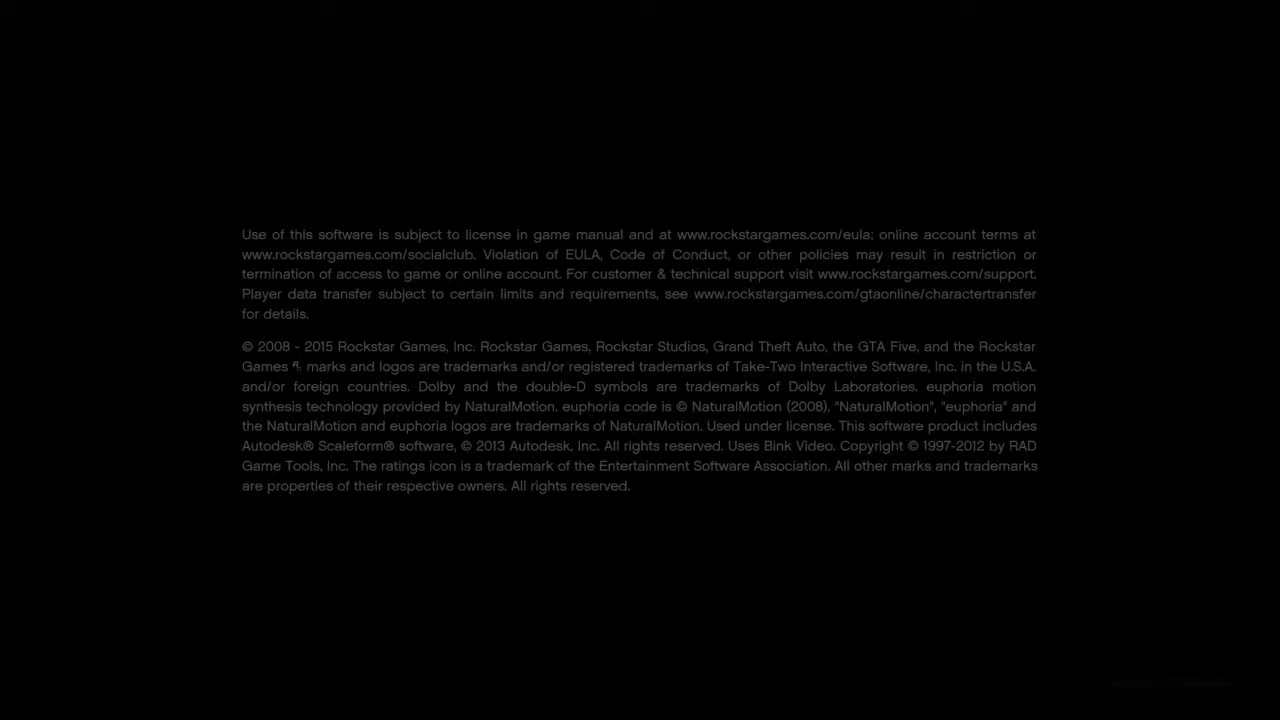 Use of this software is subject to license in game manual and at www.rockstargames.com/eula; online account terms at
www.rockstargames.com/socialclub. Violation of EULA, Code of Conduct, or other policies may result in restriction or
termination of access to game or online account. For customer & technical support visit www.rockstargames.com/support.
Player data transfer subject to certain limits and requirements, see www.rockstargames.com/gtaonline/charactertransfer
for details.
© 2008 - 2015 Rockstar Games, Inc. Rockstar Games, Rockstar Studios, Grand Theft Auto, the GTA Five, and the Rockstar
Games R* marks and logos are trademarks and/or registered trademarks of Take-Two Interactive Software, Inc. in the U.S.A.
and/or foreign countries. Dolby and the double-D symbols are trademarks of Dolby Laboratories. euphoria motion
synthesis technology provided by NaturalMotion. euphoria code is © NaturalMotion (2008). "NaturalMotion", "euphoria" and
the NaturalMotion and euphoria logos are trademarks of NaturalMotion. Used under license. This software product includes
Autodesk® Scaleform® software, © 2013 Autodesk, Inc. All rights reserved. Uses Bink Video. Copyright © 1997-2012 by RAD
Game Tools, Inc. The ratings icon is a trademark of the Entertainment Software Association. All other marks and trademarks
are properties of their respective owners. All rights reserved.